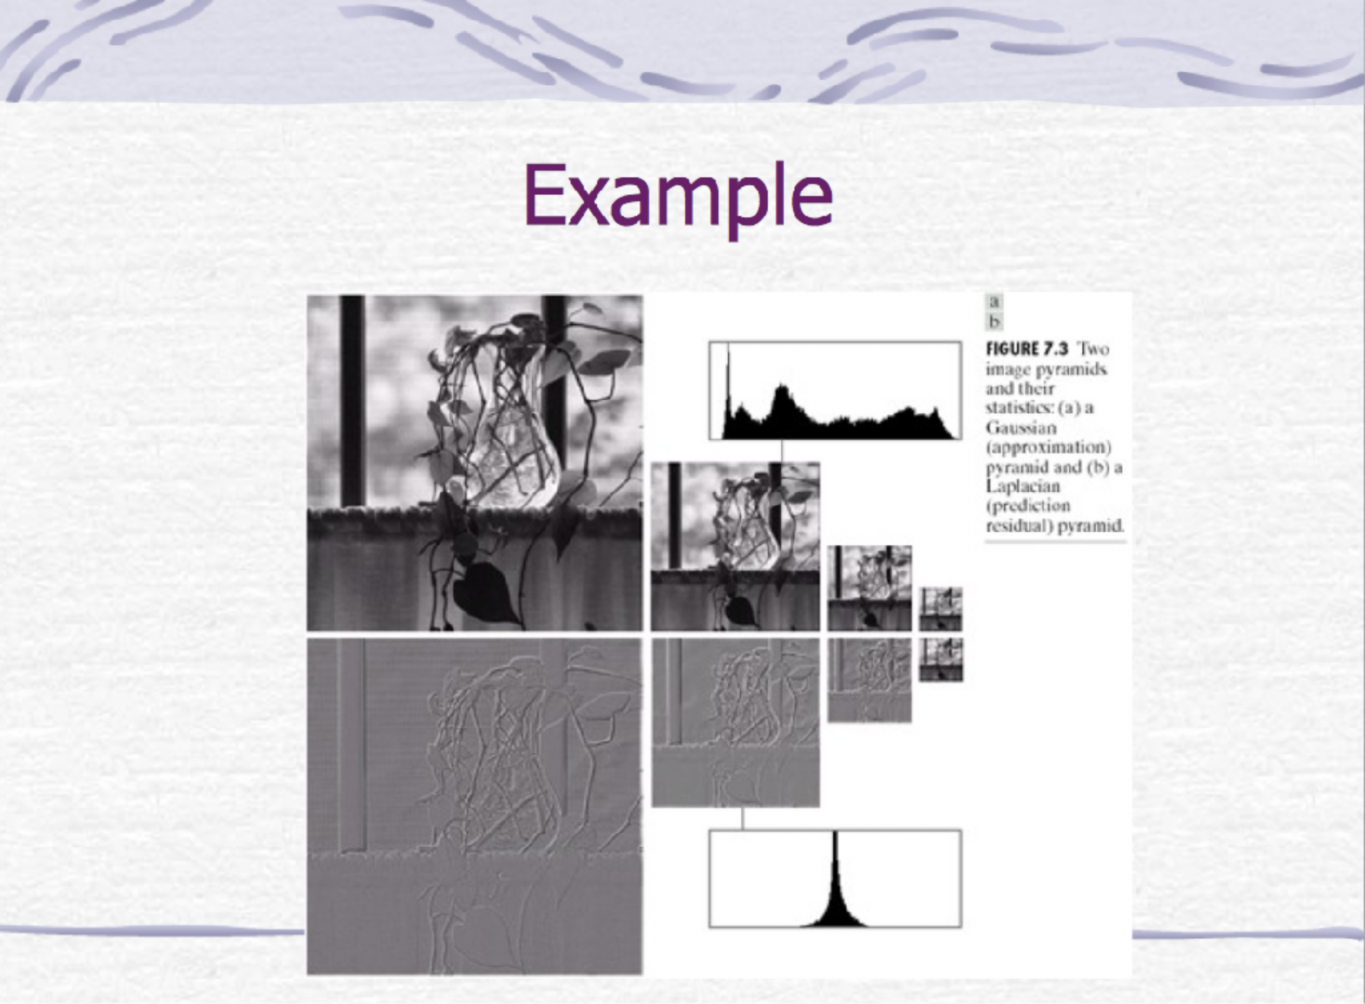 Example
a
b
FIGURE 7.3 Two
image pyramids
and their
statistics: (a) a
Gaussian
(approximation)
pyramid and (b) a
Laplacian
(prediction
residual) pyramid.